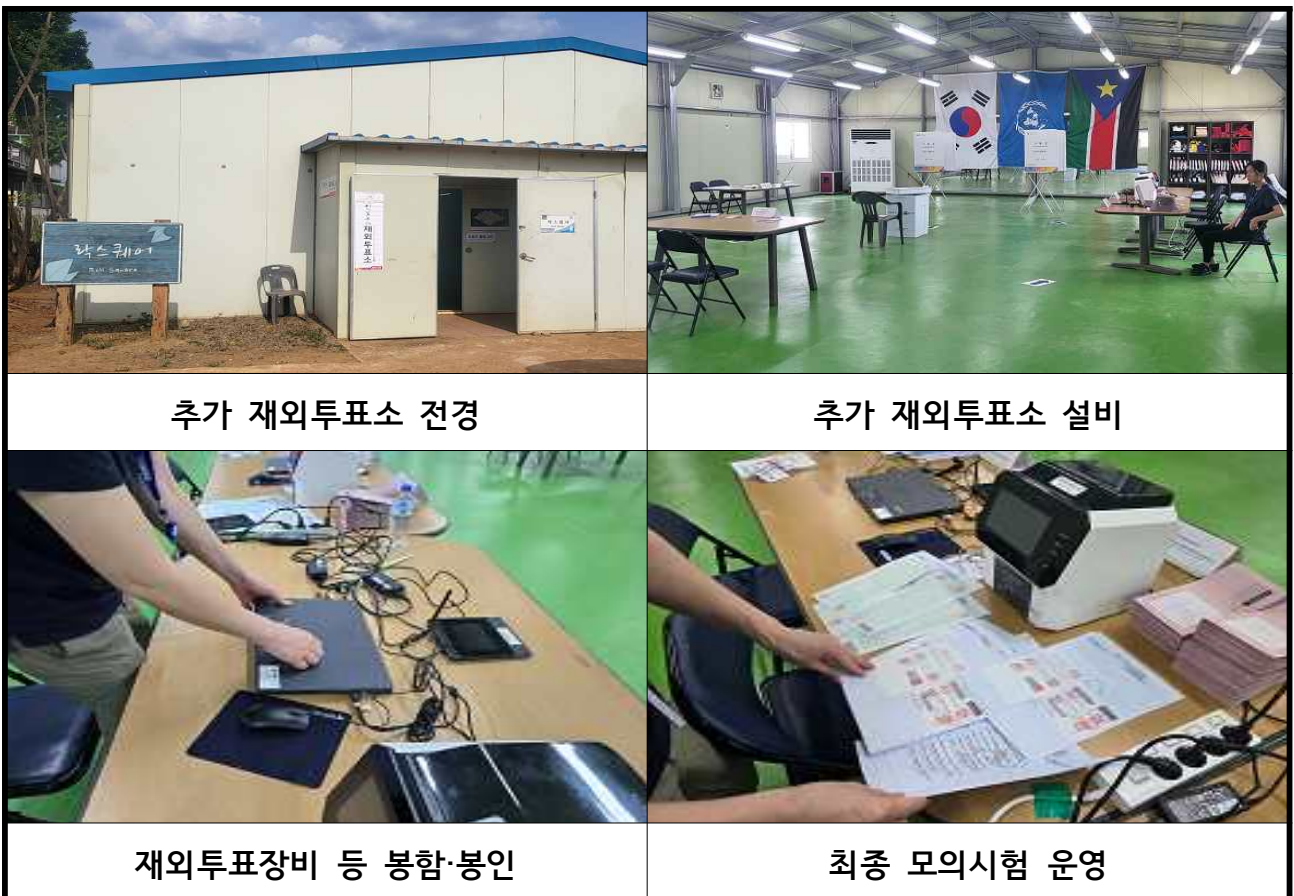 락스퀘어
재외투표소
추가 재외투표소 전경
추가 재외투표소 설비
재외투표장비 등 봉함·봉인
최종 모의시험 운영